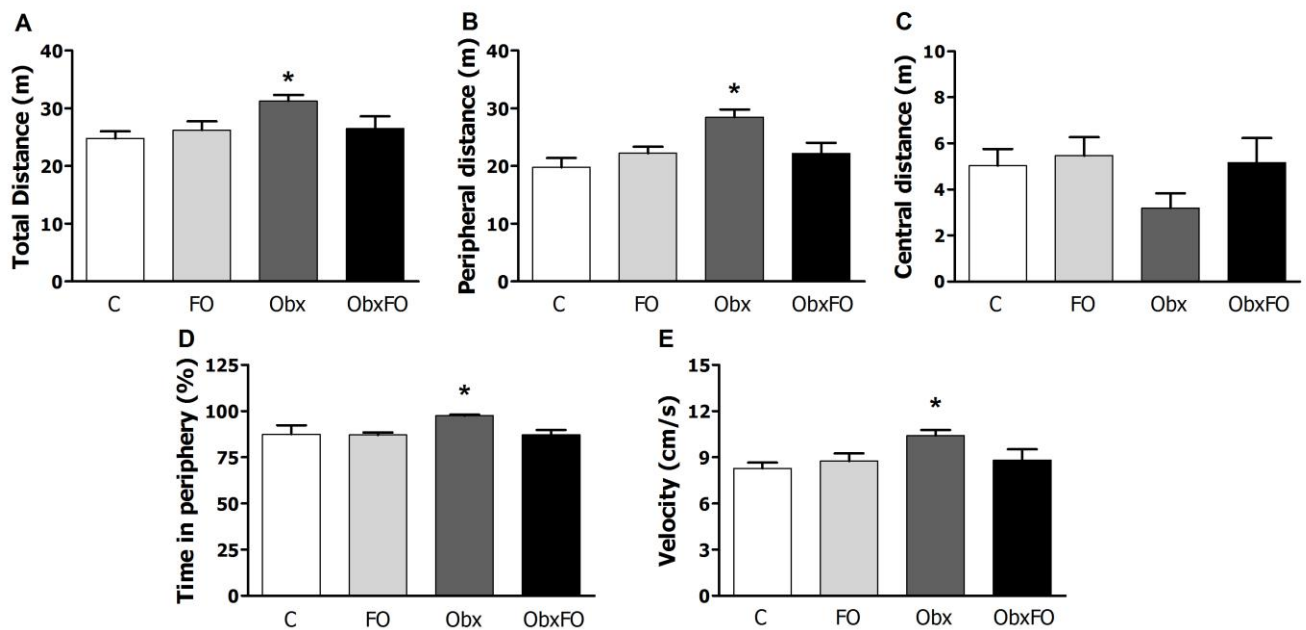 A
Total Distance (m)
40
30
20
10
0
*
C FO Obx ObxFO
B
Peripheral distance (m)
40
30
20
10
0
*
C FO Obx ObxFO
C
Central distance (m)
10
8
6
4
2
0
C FO Obx ObxFO
D
Time in periphery (%)
125
100
75
50
25
0
*
C FO Obx ObxFO
E
Velocity (cm/s)
15
12
9
6
3
0
*
C FO Obx ObxFO